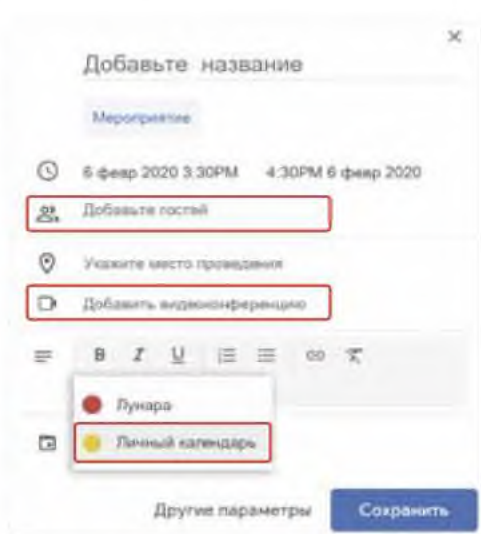 Добавьте название
Мероприятие
6 февр 2020 3:30PM 4:30PM 6 февр 2020
Добавьте гостей
Укажите место проведения
Добавить видеоконференцию
B I U
Лунара
Личный календарь
Другие параметры Сохранить